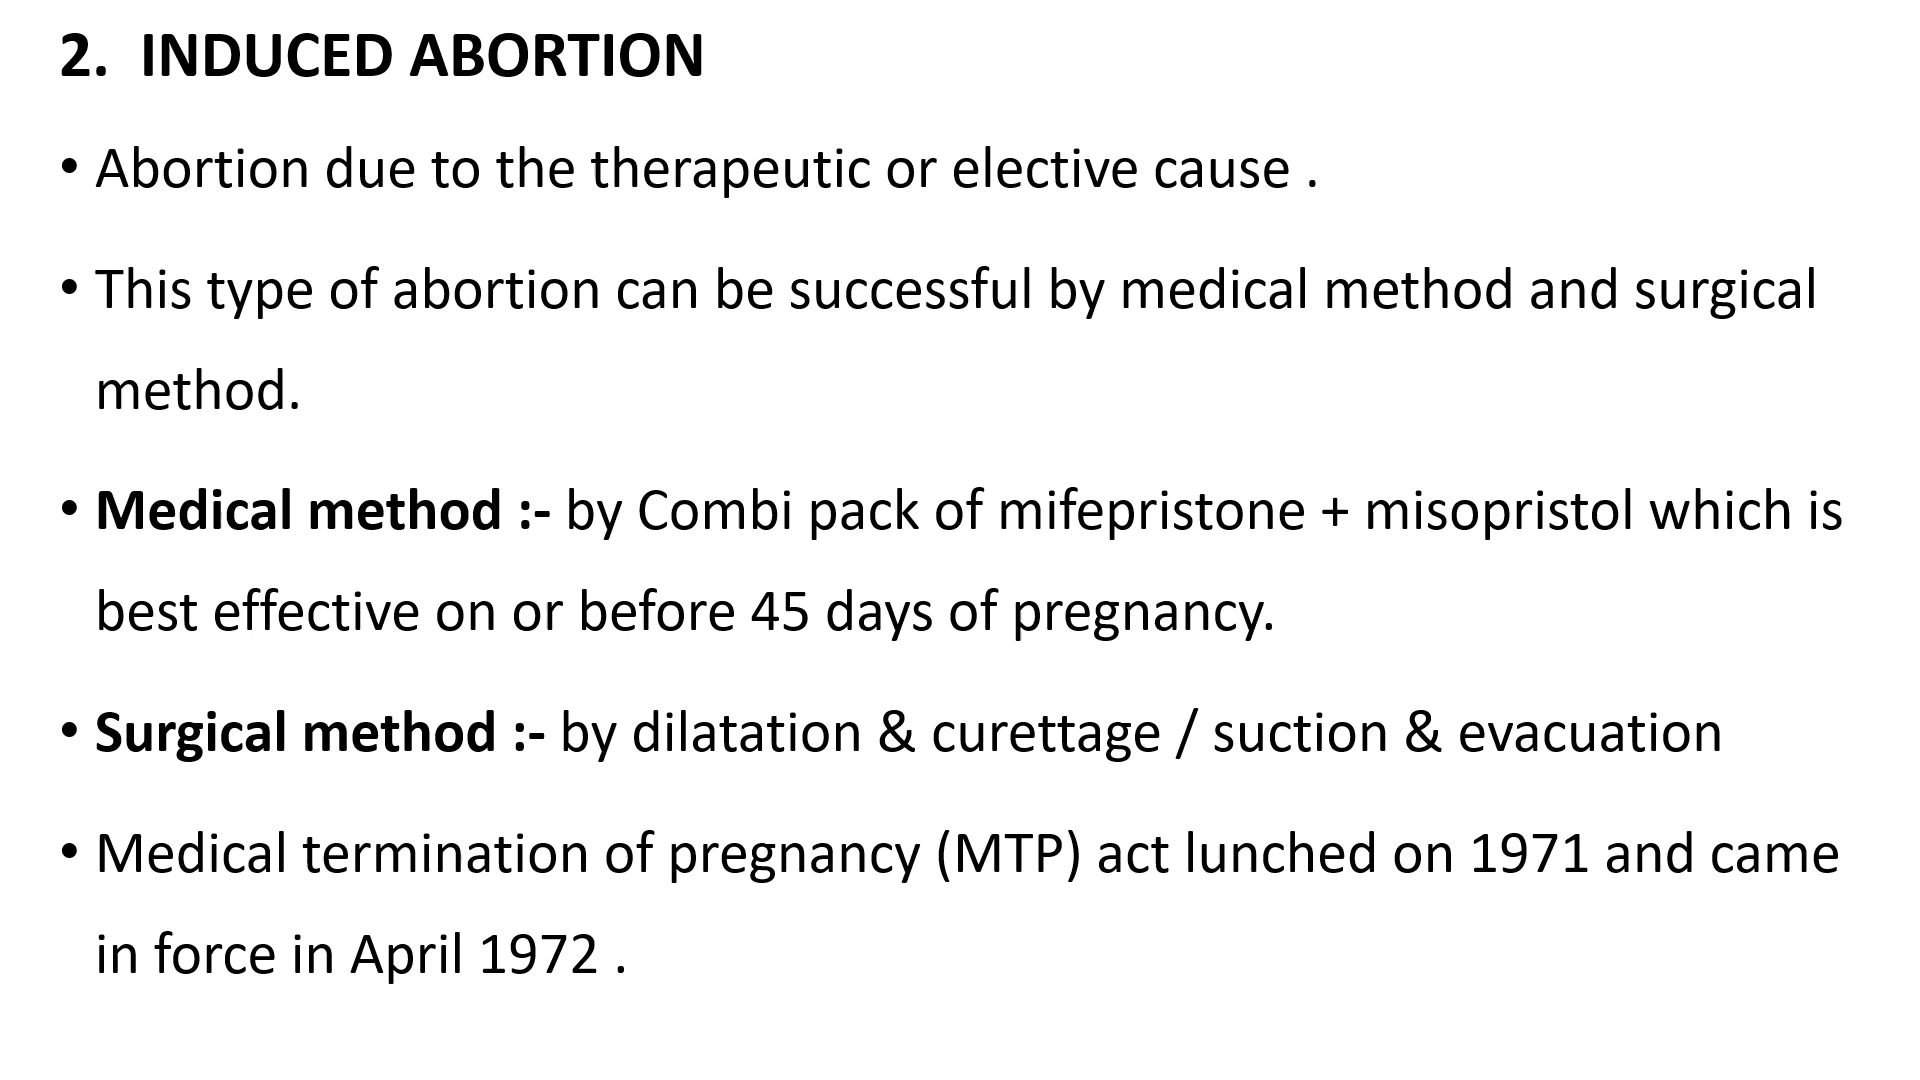 2. INDUCED ABORTION
• Abortion due to the therapeutic or elective cause .
• This type of abortion can be successful by medical method and surgical
method.
• Medical method :- by Combi pack of mifepristone + misopristol which is
best effective on or before 45 days of pregnancy.
• Surgical method :- by dilatation & curettage / suction & evacuation
• Medical termination of pregnancy (MTP) act lunched on 1971 and came
in force in April 1972 .